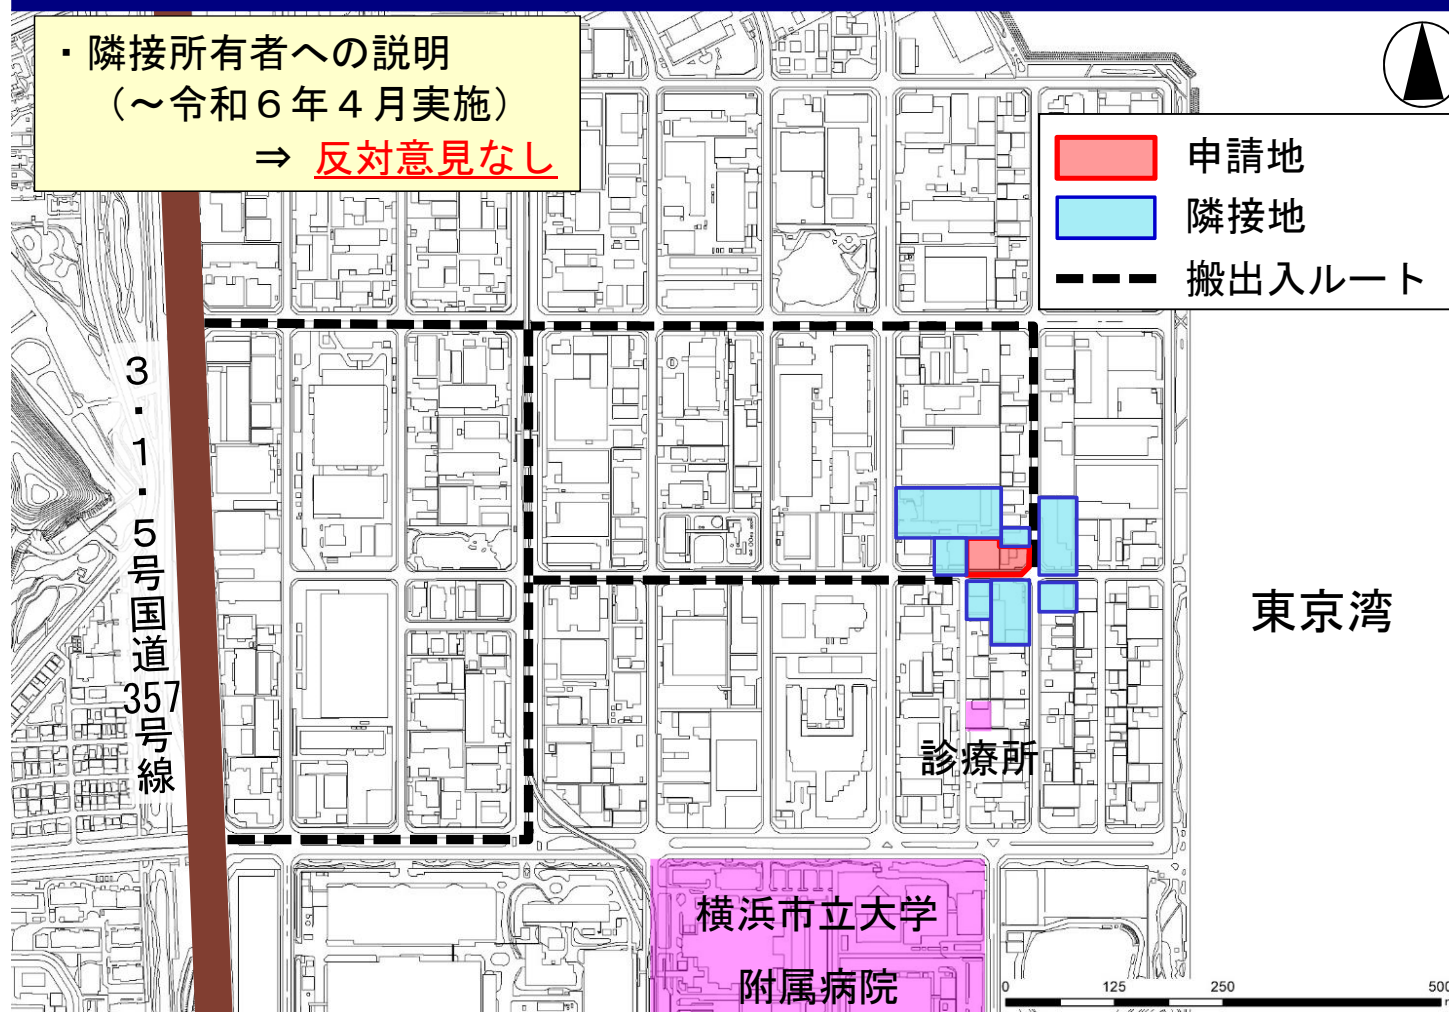 ・隣接所有者への説明
（～令和６年４月実施）
⇒ 反対意見なし
申請地
隣接地
搬出入ルート
３・１・５号国道357号線
東京湾
診療所
横浜市立大学
附属病院
0 125 250 500